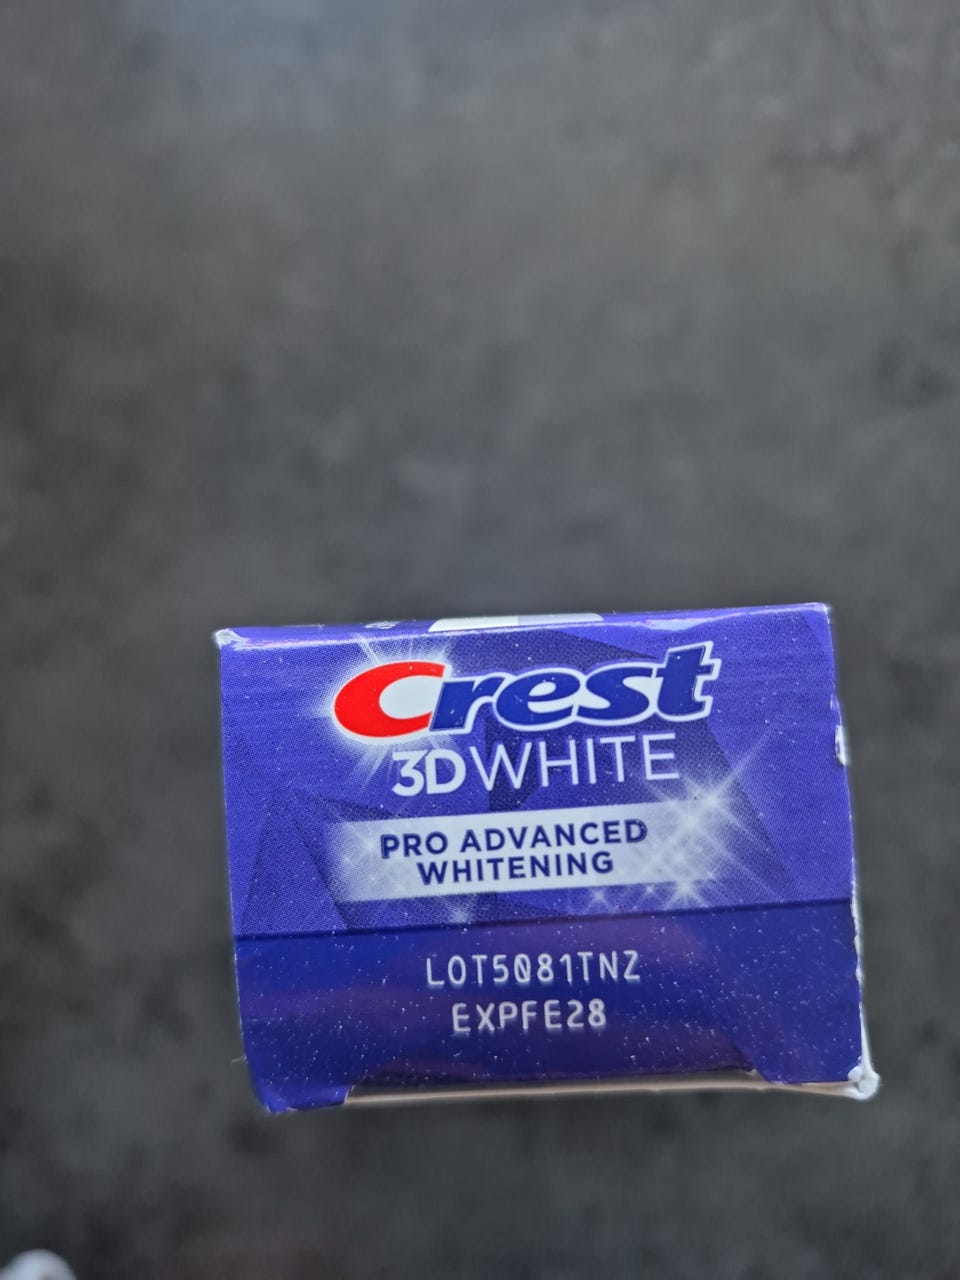 Crest
3D WHITE
PRO ADVANCED
WHITENING
LOT5081TNZ
EXPFE28